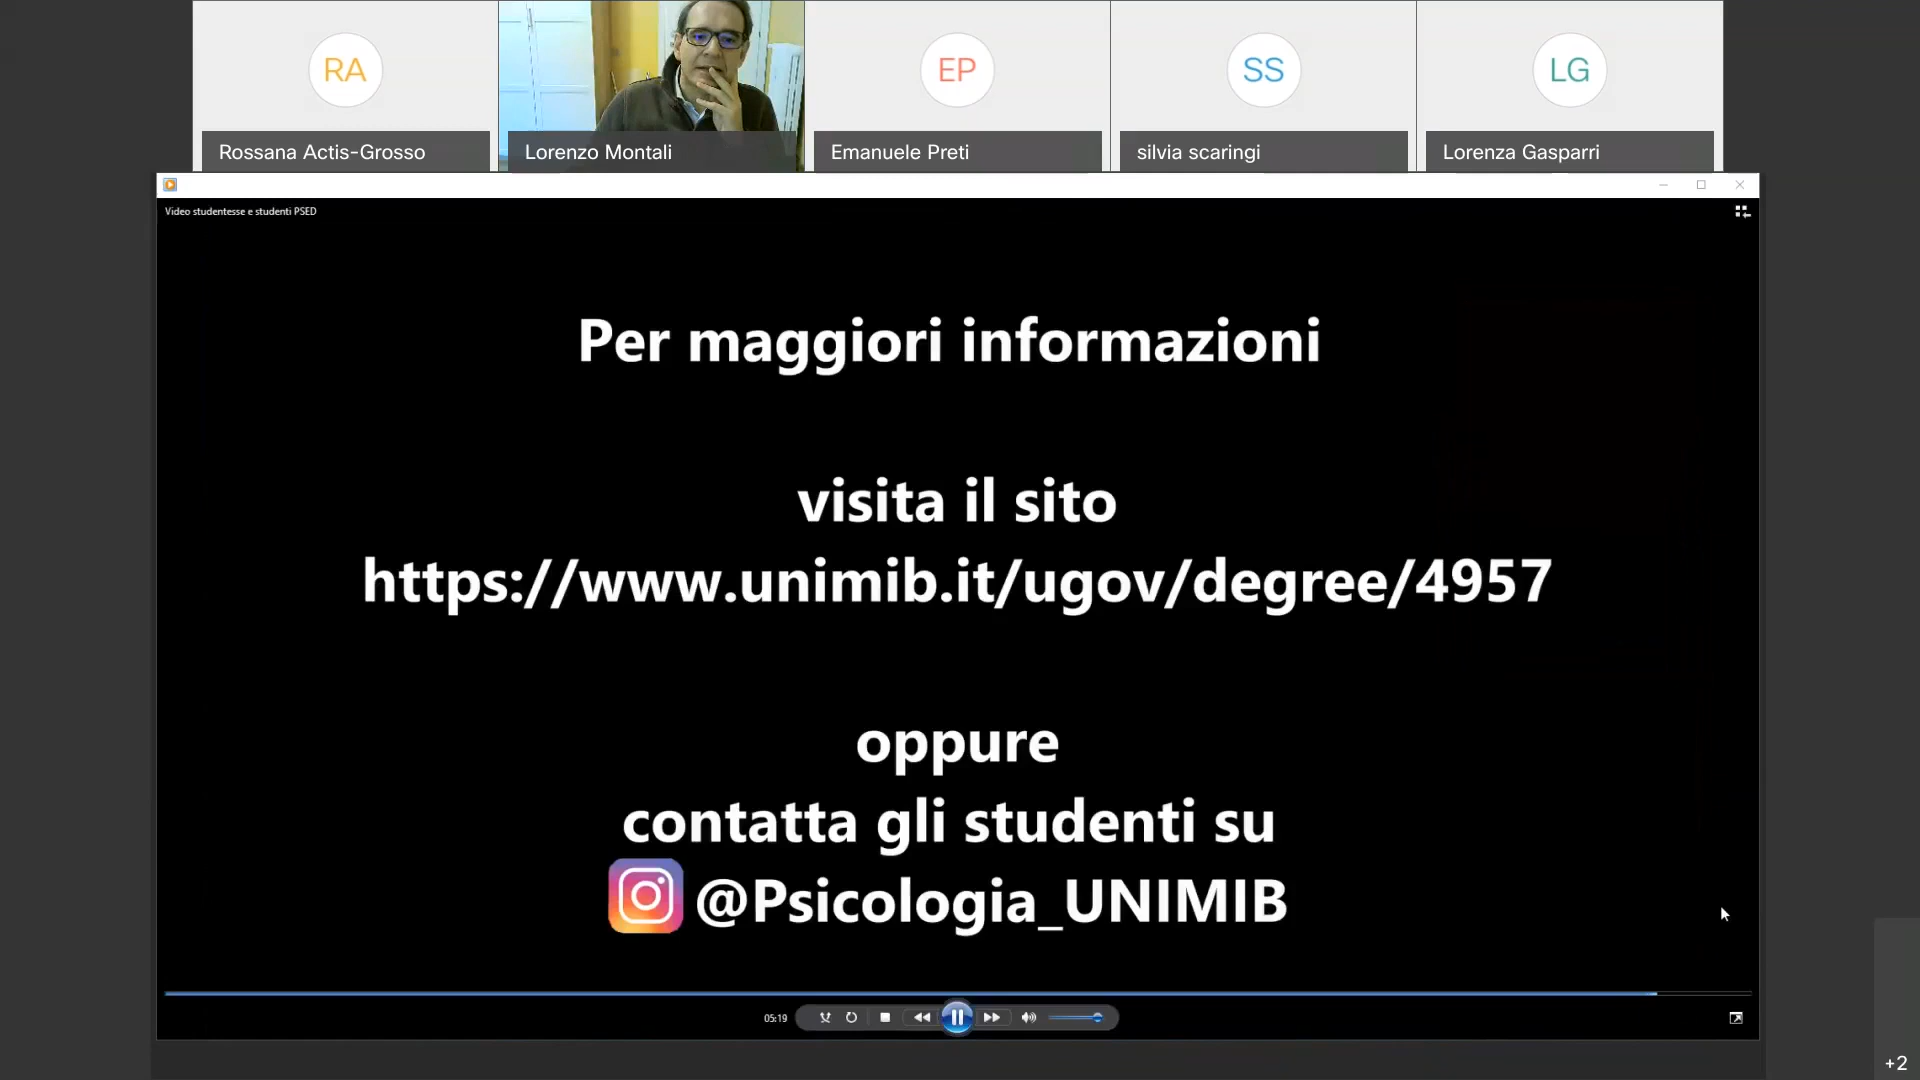 RA
EP
SS
LG
Rossana Actis-Grosso
Lorenzo Montali
Emanuele Preti
silvia scaringi
Lorenza Gasparri
Video studentesse e studenti PSED
Per maggiori informazioni
visita il sito
https://www.unimib.it/ugov/degree/4957
oppure
contatta gli studenti su
@Psicologia_UNIMIB
05:19
+2